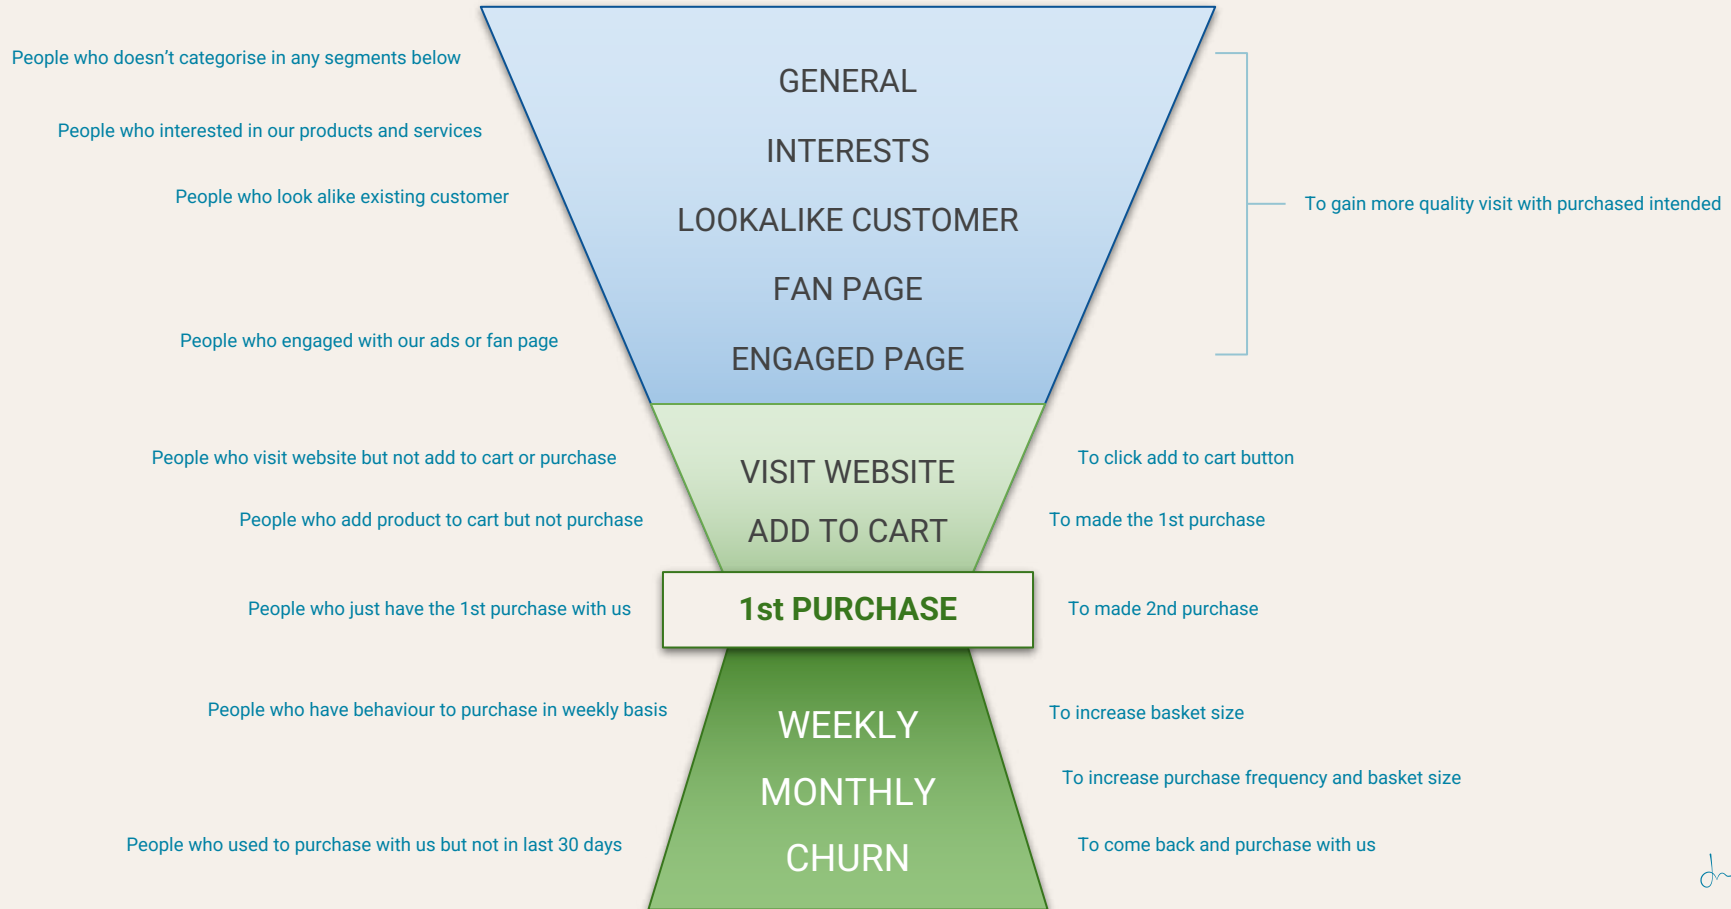 People who doesn't categorise in any segments below
GENERAL
People who interested in our products and services
INTERESTS
People who look alike existing customer
LOOKALIKE CUSTOMER
To gain more quality visit with purchased intended
FAN PAGE
People who engaged with our ads or fan page
ENGAGED PAGE
People who visit website but not add to cart or purchase
VISIT WEBSITE
To click add to cart button
People who add product to cart but not purchase
ADD TO CART
To made the 1st purchase
People who just have the 1st purchase with us
1st PURCHASE
To made 2nd purchase
People who have behaviour to purchase in weekly basis
WEEKLY
To increase basket size
MONTHLY
To increase purchase frequency and basket size
People who used to purchase with us but not in last 30 days
CHURN
To come back and purchase with us